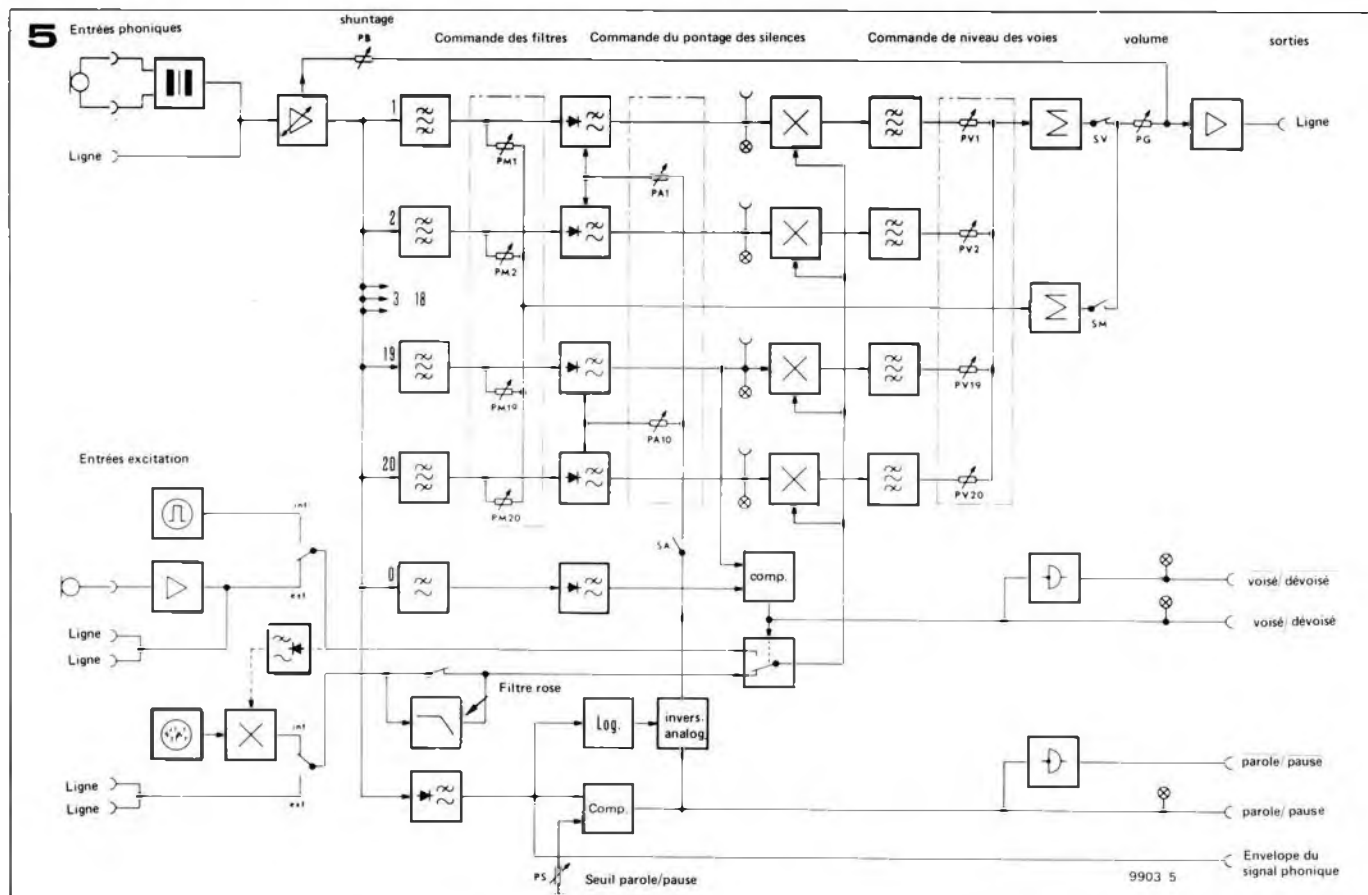 5
Entrées phoniques
shuntage
PB
Commande des filtres
Commande du pontage des silences
Commande de niveau des voies
volume
sorties
1
PM1
PA1
PV1
SV
PG
Ligne
Ligne
2
PM2
PV2
3 18
SM
19
PM19
PV19
PA10
Entrées excitation
20
PM20
PV20
int
ext
SA
0
comp.
voisé/dévoisé
voisé/dévoisé
Ligne
Ligne
Filtre rose
Log.
invers.
analog.
int
ext
Ligne
Ligne
Comp.
parole/pause
parole/pause
PS
Seuil parole/pause
Envelope du
signal phonique
9903 5